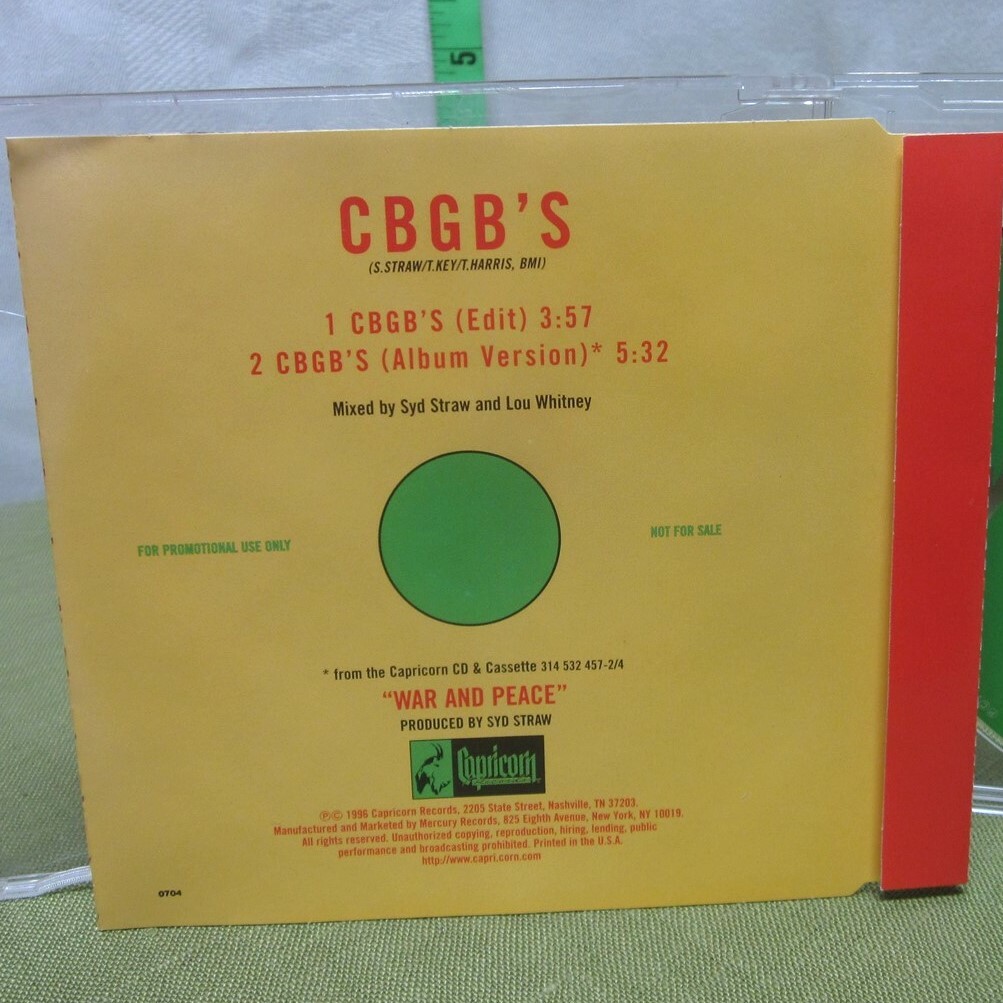 5
CBGB'S
(S.STRAW/T.KEY/T.HARRIS, BMI)
1 CBGB'S (Edit) 3:57
2 CBGB'S (Album Version)* 5:32
Mixed by Syd Straw and Lou Whitney
FOR PROMOTIONAL USE ONLY
NOT FOR SALE
* from the Capricorn CD & Cassette 314 532 457-2/4
"WAR AND PEACE"
PRODUCED BY SYD STRAW
Capricorn
Records
℗© 1996 Capricorn Records, 2205 State Street, Nashville, TN 37203.
Manufactured and Marketed by Mercury Records, 825 Eighth Avenue, New York, NY 10019.
All rights reserved. Unauthorized copying, reproduction, hiring, lending, public
performance and broadcasting prohibited. Printed in the U.S.A.
http://www.capri.corn.com
0704